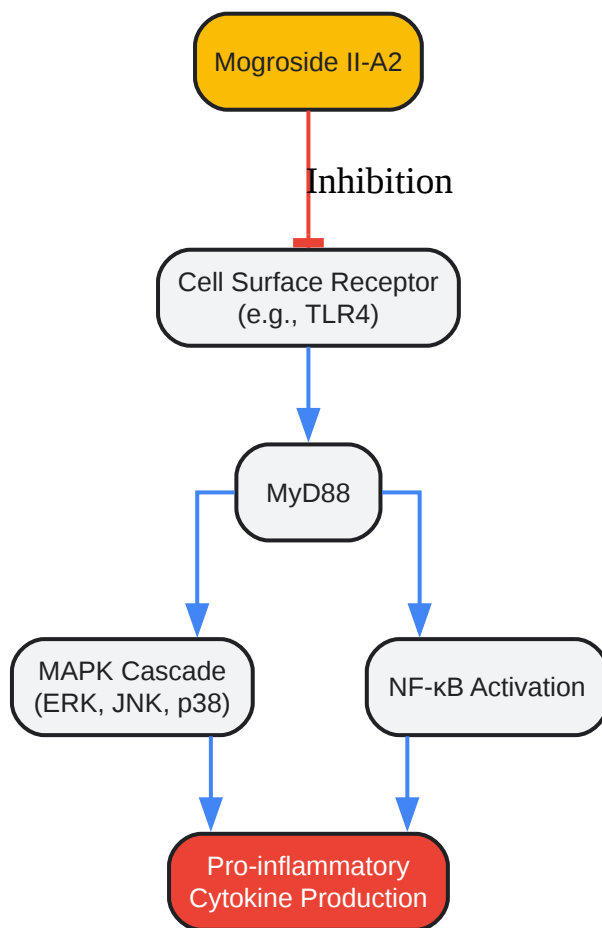 Mogroside II-A2
Inhibition
Cell Surface Receptor
(e.g., TLR4)
MyD88
MAPK Cascade
(ERK, JNK, p38)
NF-κB Activation
Pro-inflammatory
Cytokine Production